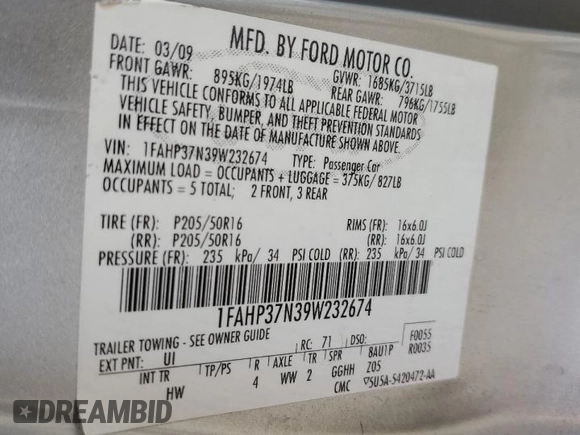 MFD. BY FORD MOTOR CO.
DATE: 03/09 GVWR: 1685KG/3715LB
FRONT GAWR: 895KG/1974LB REAR GAWR: 796KG/1755LB
THIS VEHICLE CONFORMS TO ALL APPLICABLE FEDERAL MOTOR
VEHICLE SAFETY, BUMPER, AND THEFT PREVENTION STANDARDS
IN EFFECT ON THE DATE OF MANUFACTURE SHOWN ABOVE.
VIN: 1FAHP37N39W232674 TYPE: Passenger Car
MAXIMUM LOAD = OCCUPANTS + LUGGAGE = 375KG/ 827LB
OCCUPANTS = 5 TOTAL; 2 FRONT, 3 REAR
TIRE (FR): P205/50R16 RIMS (FR): 16x6.0J
(RR): P205/50R16 (RR): 16x6.0J
PRESSURE (FR): 235 kPa/ 34 PSI COLD (RR): 235 kPa/ 34 PSI COLD
1FAHP37N39W232674
TRAILER TOWING - SEE OWNER GUIDE F0055
EXT PNT: UI RC: 71 DSO: R0035
INT TR TP/PS R AXLE TR SPR 8AU1P
HW 4 WW 2 GGHH Z05
CMC 5U5A-5420472-AA
DREAMBID